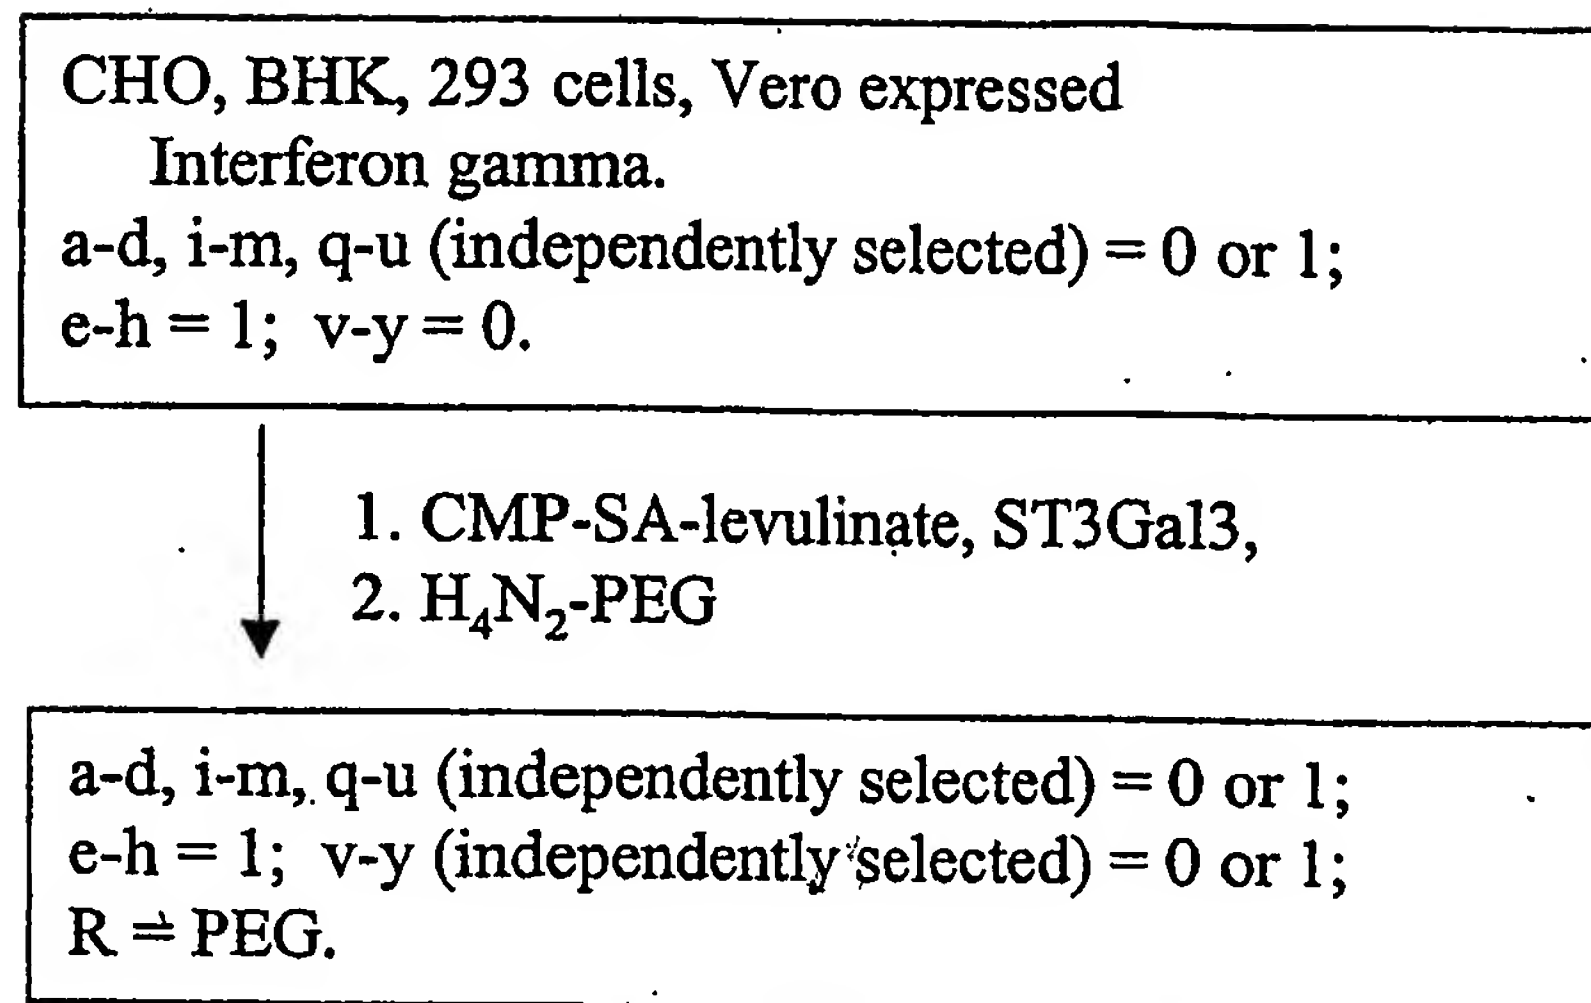 CHO, BHK, 293 cells, Vero expressed
Interferon gamma.
a-d, i-m, q-u (independently selected) = 0 or 1;
e-h = 1; v-y = 0.
1. CMP-SA-levulinate, ST3Gal3,
2. H₄N₂-PEG
a-d, i-m, q-u (independently selected) = 0 or 1;
e-h = 1; v-y (independently selected) = 0 or 1;
R = PEG.